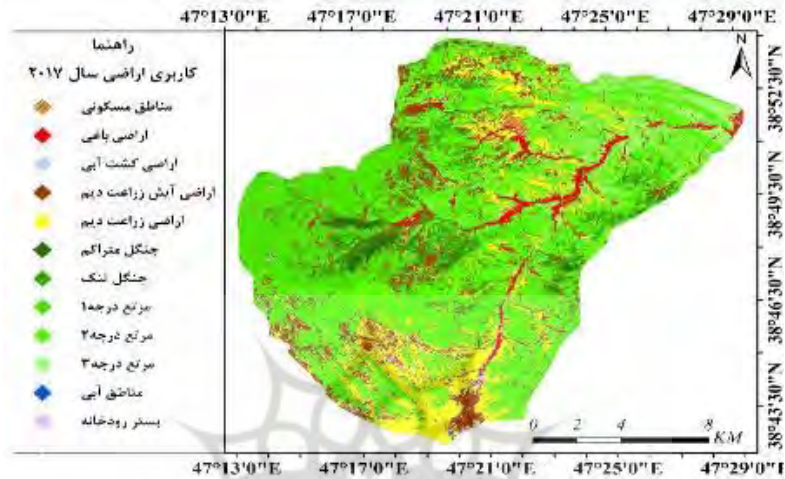 47°13'0"E 47°17'0"E 47°21'0"E 47°25'0"E 47°29'0"E
راهنما
کاربری اراضی سال ۲۰۱۷
مناطق مسکونی
اراضی باغی
اراضی کشت آبی
اراضی آیش زراعت دیم
اراضی زراعت دیم
جنگل متراکم
جنگل تنک
مرتع درجه۱
مرتع درجه۲
مرتع درجه۳
مناطق آبی
بستر رودخانه
N
38°52'30"N
38°49'30"N
38°46'30"N
38°43'30"N
0 2 4 8
KM
47°13'0"E 47°17'0"E 47°21'0"E 47°25'0"E 47°29'0"E